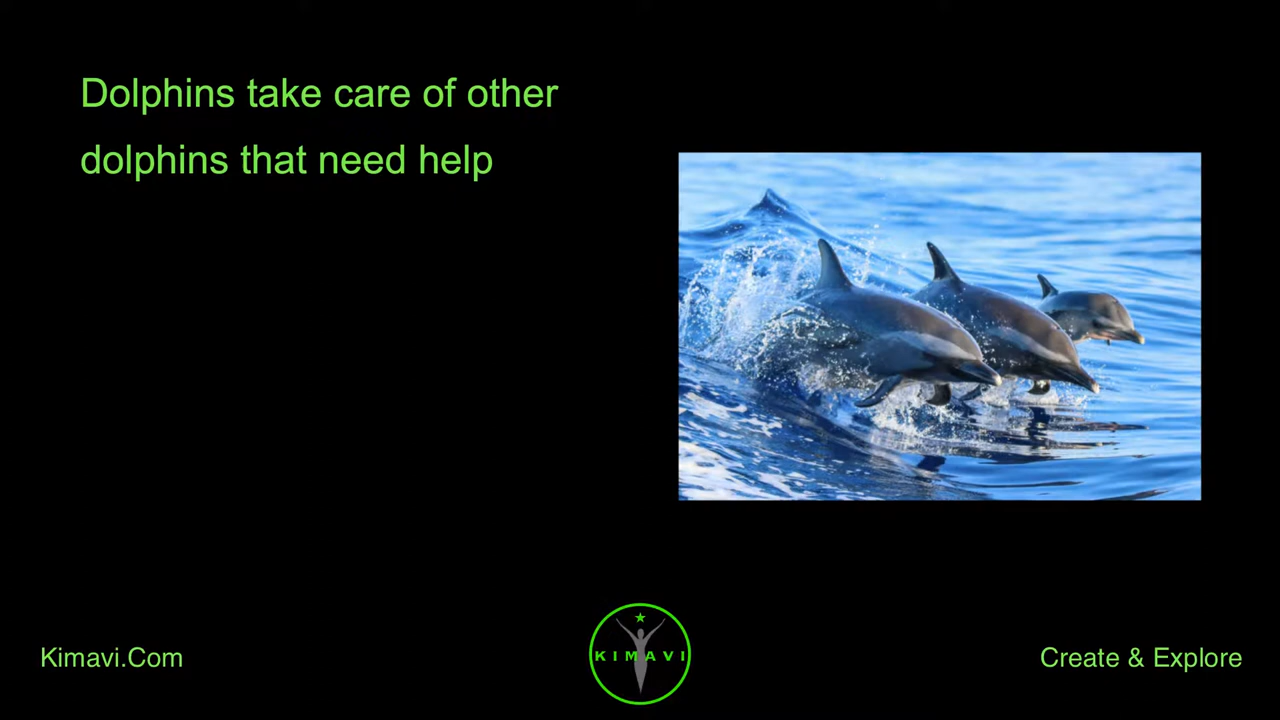 Dolphins take care of other
dolphins that need help
KIMAVI
Kimavi.Com
Create & Explore